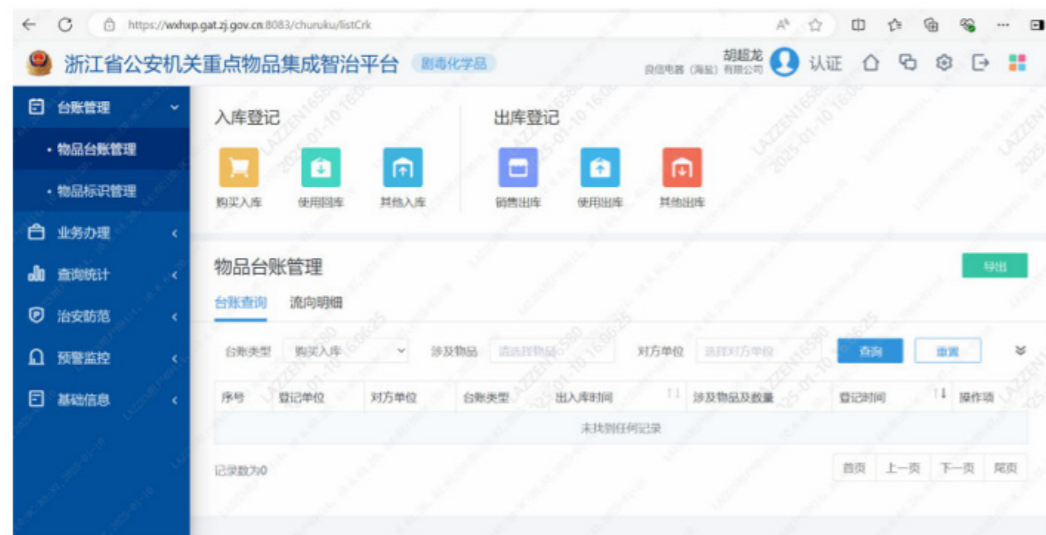 https://wxhxp.gat.zj.gov.cn:8083/churuku/listCrk
浙江省公安机关重点物品集成智治平台 剧毒化学品
胡超龙
良信电器（海盐）有限公司
认证
台账管理
物品台账管理
物品标识管理
业务办理
查询统计
治安防范
预警监控
基础信息
入库登记 出库登记
购买入库 使用回库 其他入库 销售出库 使用出库 其他出库
物品台账管理 导出
台账查询 流向明细
台账类型 购买入库 涉及物品 请选择物品 对方单位 选择对方单位 查询 重置
序号 登记单位 对方单位 台账类型 出入库时间 涉及物品及数量 登记时间 操作项
未找到任何记录
记录数为0 首页 上一页 下一页 尾页